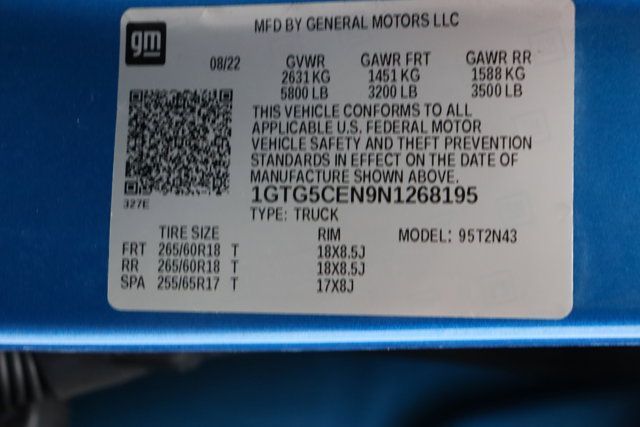 MFD BY GENERAL MOTORS LLC
gm
08/22 GVWR GAWR FRT GAWR RR
2631 KG 1451 KG 1588 KG
5800 LB 3200 LB 3500 LB
THIS VEHICLE CONFORMS TO ALL
APPLICABLE U.S. FEDERAL MOTOR
VEHICLE SAFETY AND THEFT PREVENTION
STANDARDS IN EFFECT ON THE DATE OF
MANUFACTURE SHOWN ABOVE.
1GTG5CEN9N1268195
327E
TYPE: TRUCK
TIRE SIZE RIM MODEL: 95T2N43
FRT 265/60R18 T 18X8.5J
RR 265/60R18 T 18X8.5J
SPA 255/65R17 T 17X8J